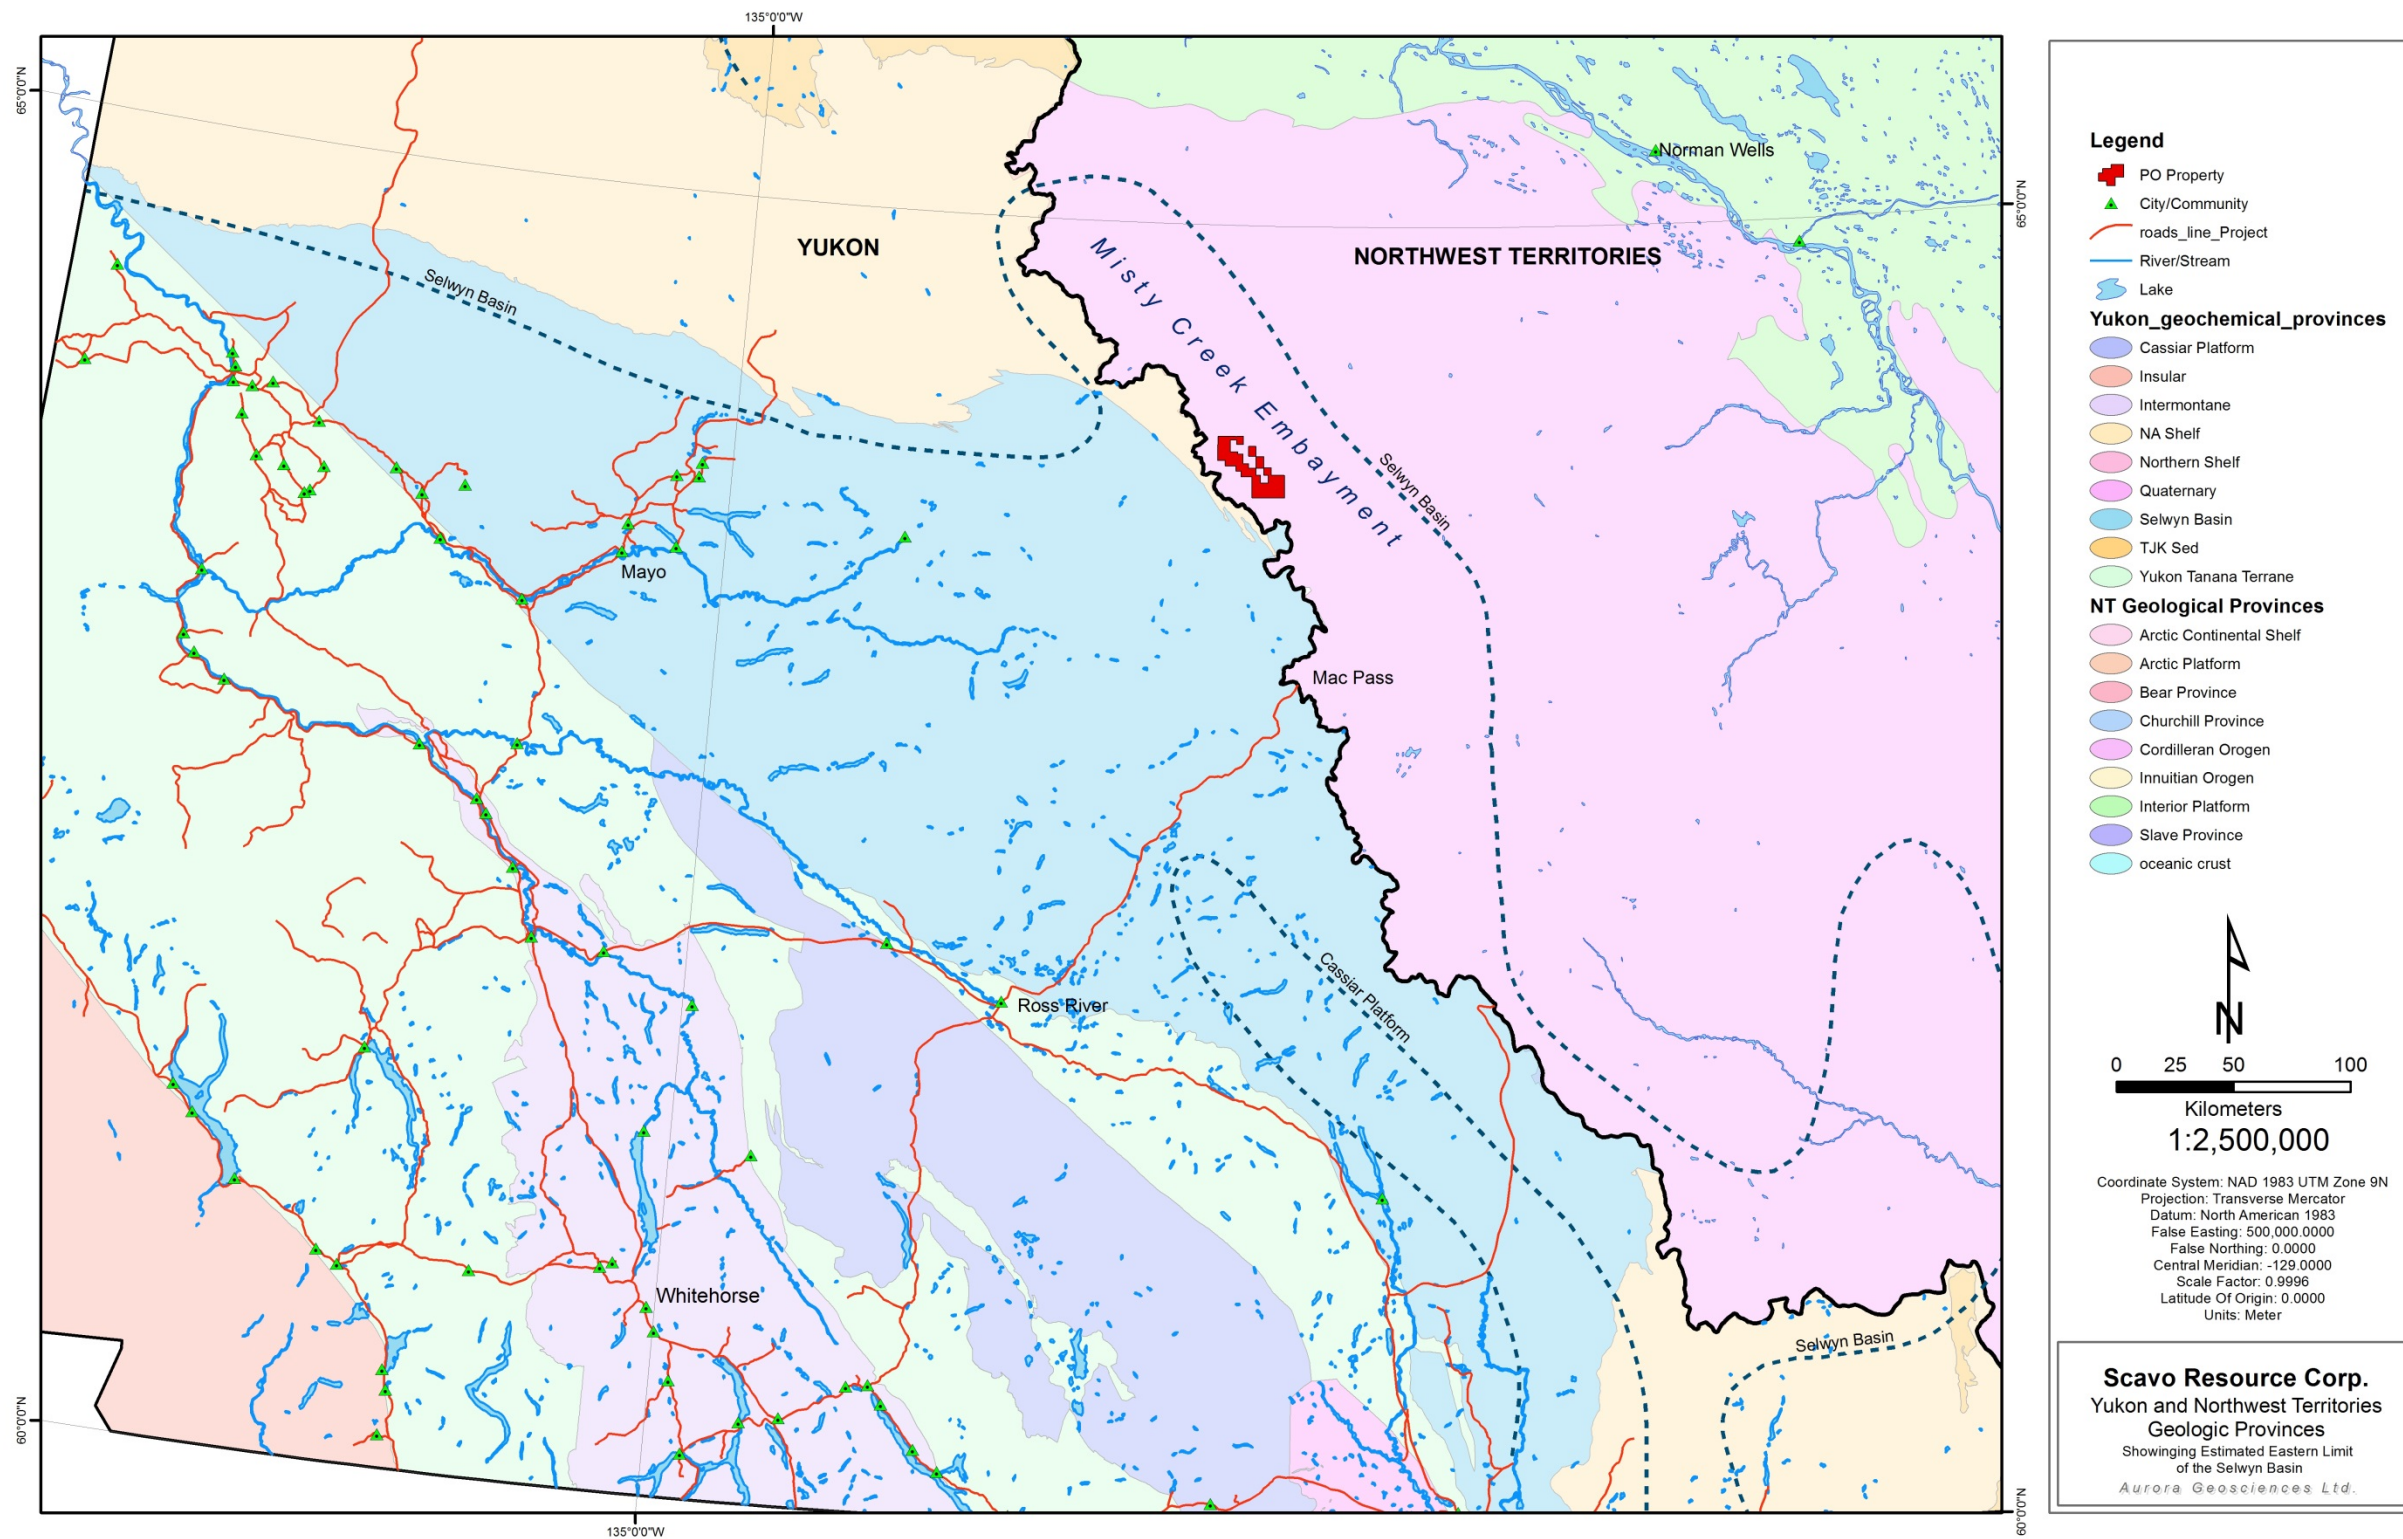 135°0'0"W
65°0'0"N
Norman Wells
65°0'0"N
YUKON
NORTHWEST TERRITORIES
Misty Creek Embayment
Selwyn Basin
Selwyn Basin
Mayo
Mac Pass
Cassiar Platform
Ross River
Whitehorse
Selwyn Basin
60°0'0"N
60°0'0"N
135°0'0"W
Legend
PO Property
City/Community
roads_line_Project
River/Stream
Lake
Yukon_geochemical_provinces
Cassiar Platform
Insular
Intermontane
NA Shelf
Northern Shelf
Quaternary
Selwyn Basin
TJK Sed
Yukon Tanana Terrane
NT Geological Provinces
Arctic Continental Shelf
Arctic Platform
Bear Province
Churchill Province
Cordilleran Orogen
Innuitian Orogen
Interior Platform
Slave Province
oceanic crust
N
0 25 50 100
Kilometers
1:2,500,000
Coordinate System: NAD 1983 UTM Zone 9N
Projection: Transverse Mercator
Datum: North American 1983
False Easting: 500,000.0000
False Northing: 0.0000
Central Meridian: -129.0000
Scale Factor: 0.9996
Latitude Of Origin: 0.0000
Units: Meter
Scavo Resource Corp.
Yukon and Northwest Territories
Geologic Provinces
Showinging Estimated Eastern Limit
of the Selwyn Basin
Aurora Geosciences Ltd.